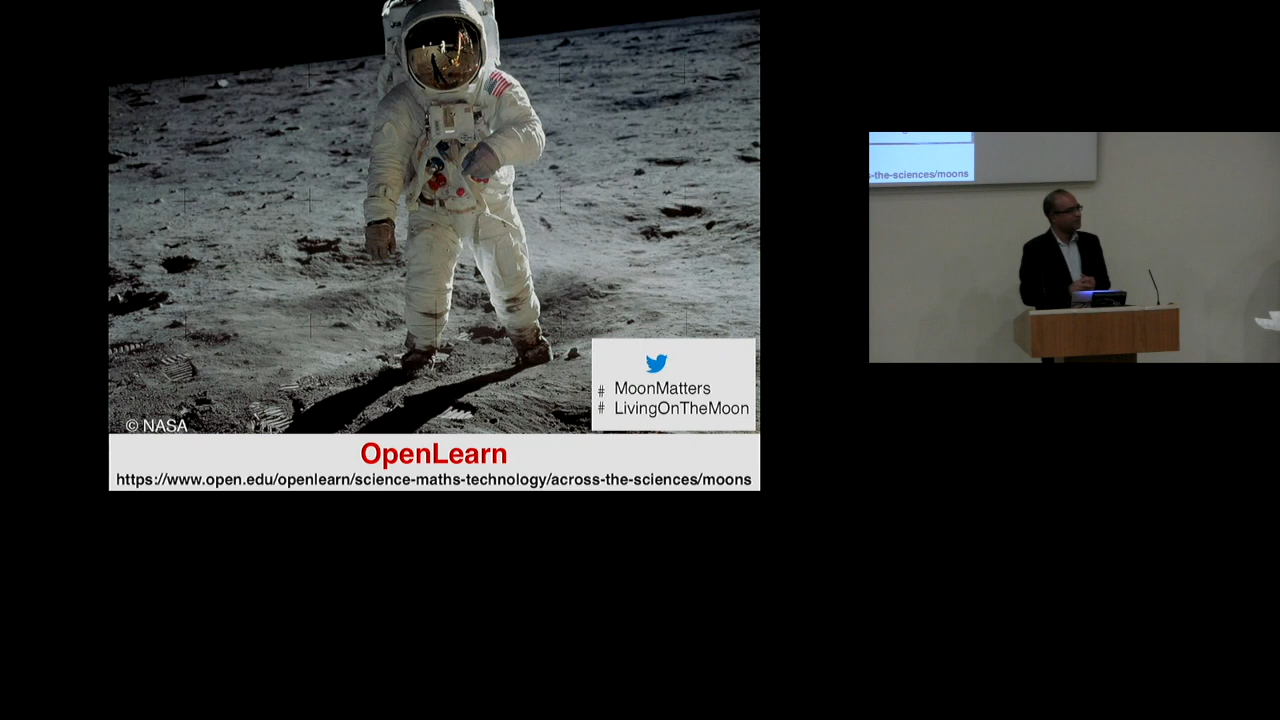 © NASA
# MoonMatters
# LivingOnTheMoon
OpenLearn
https://www.open.edu/openlearn/science-maths-technology/across-the-sciences/moons
-the-sciences/moons